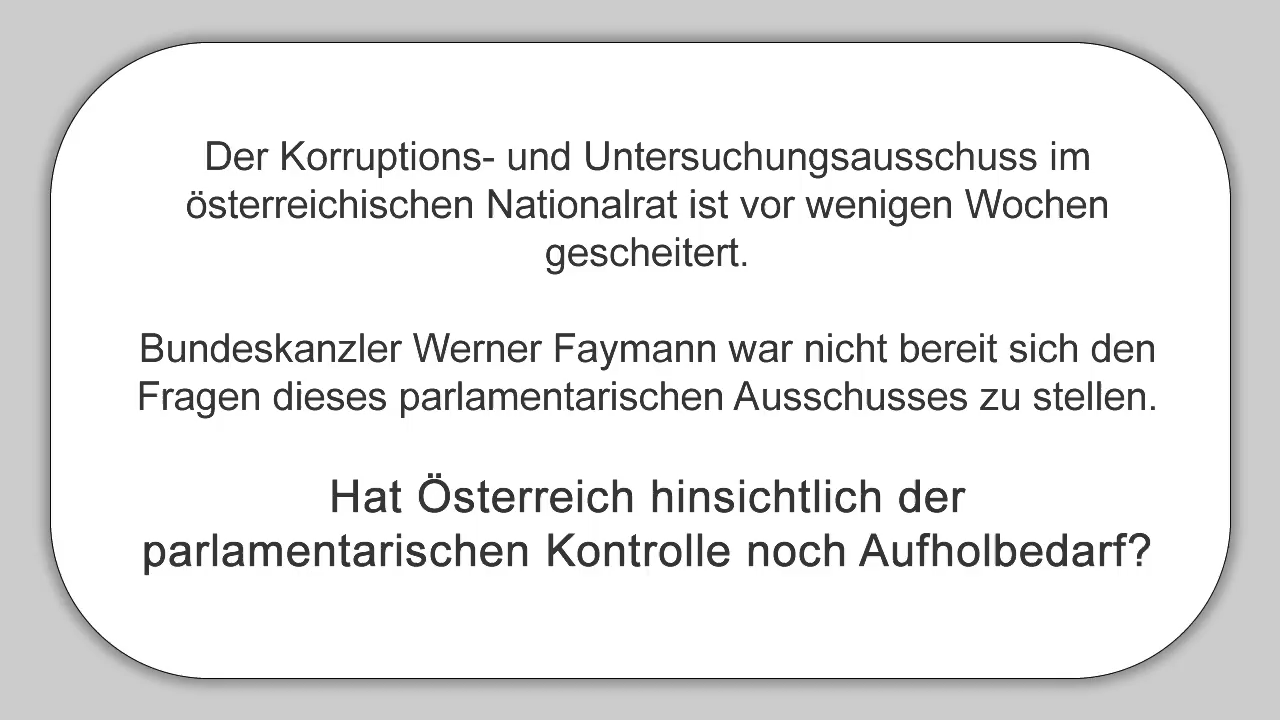 Der Korruptions- und Untersuchungsausschuss im
österreichischen Nationalrat ist vor wenigen Wochen
gescheitert.
Bundeskanzler Werner Faymann war nicht bereit sich den
Fragen dieses parlamentarischen Ausschusses zu stellen.
Hat Österreich hinsichtlich der
parlamentarischen Kontrolle noch Aufholbedarf?